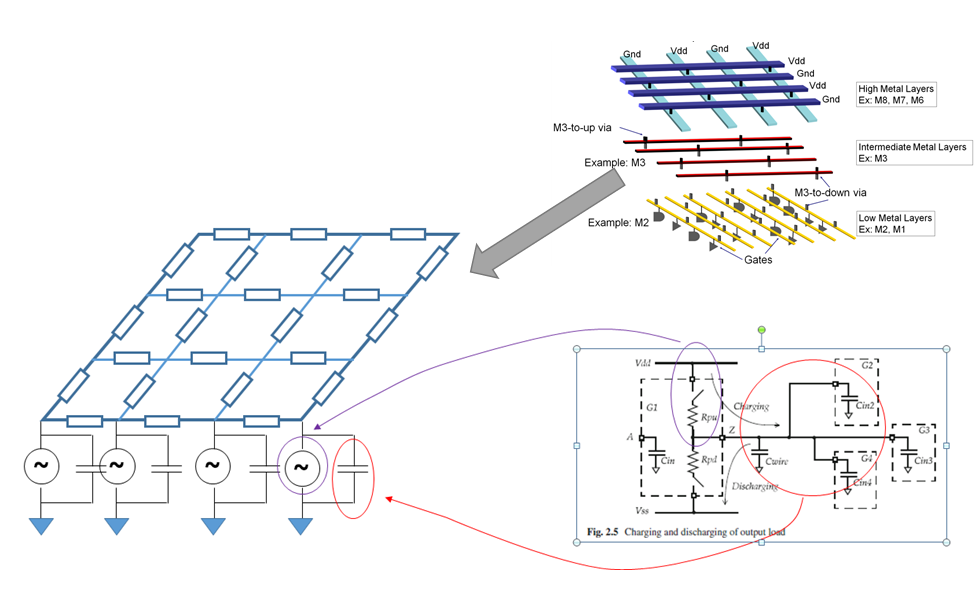 Gnd
Vdd
Gnd
Vdd
Vdd
Gnd
Vdd
Gnd
High Metal Layers
Ex: M8, M7, M6
M3-to-up via
Intermediate Metal Layers
Ex: M3
Example: M3
M3-to-down via
Example: M2
Low Metal Layers
Ex: M2, M1
Gates
Vdd
G2
G1
Rpu
Charging
Cin2
A
Z
G3
Cin
Rpd
Cwire
G4
Cin3
Discharging
Cin4
Vss
Fig. 2.5 Charging and discharging of output load
~
~
~
~